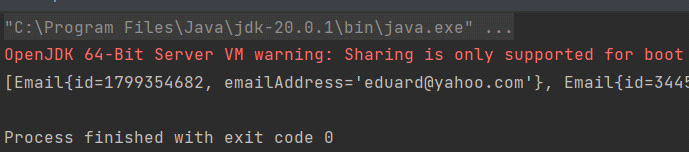 "C:\Program Files\Java\jdk-20.0.1\bin\java.exe" ...
OpenJDK 64-Bit Server VM warning: Sharing is only supported for boot
[Email{id=1799354682, emailAddress='eduard@yahoo.com'}, Email{id=3445
Process finished with exit code 0